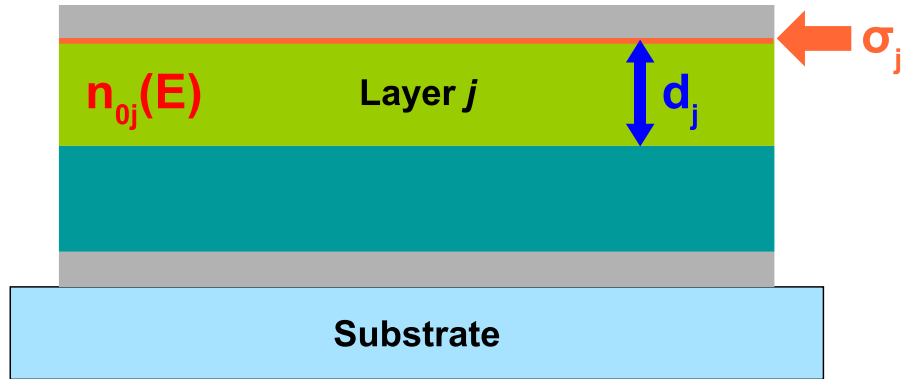 σj
n0j(E) Layer j dj
Substrate